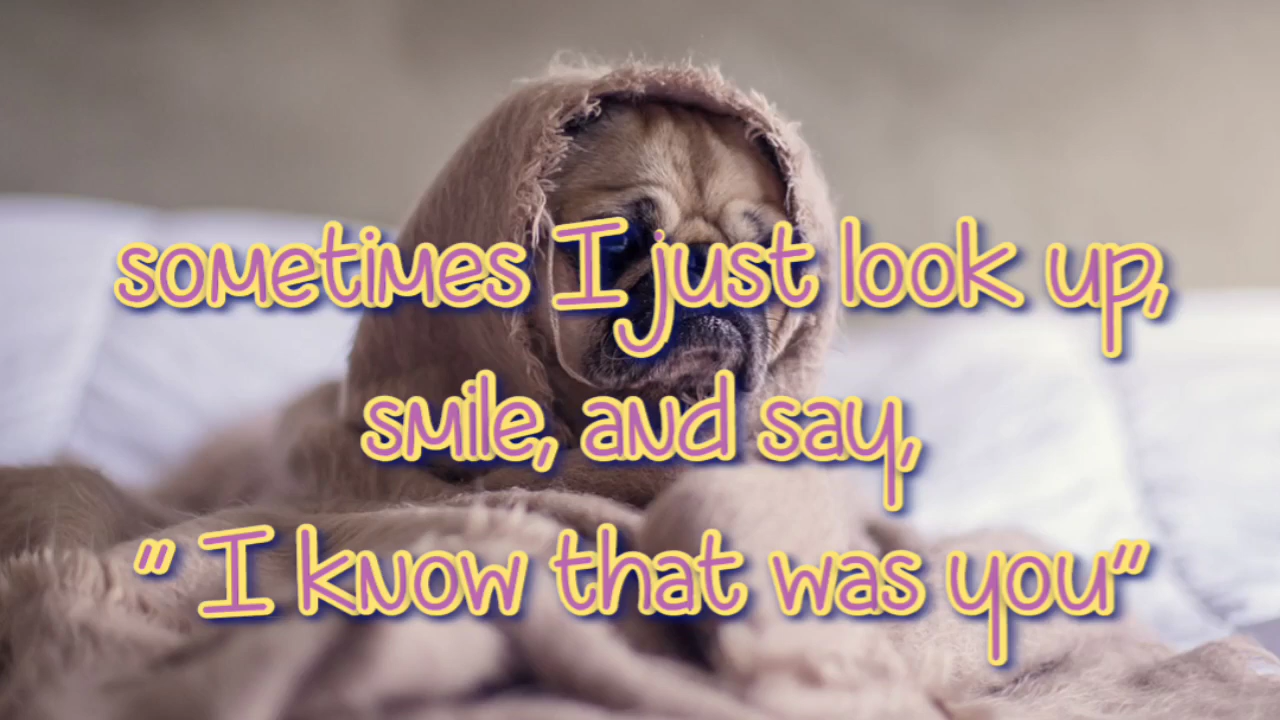 sometimes I just look up,
smile, and say,
" I know that was you"